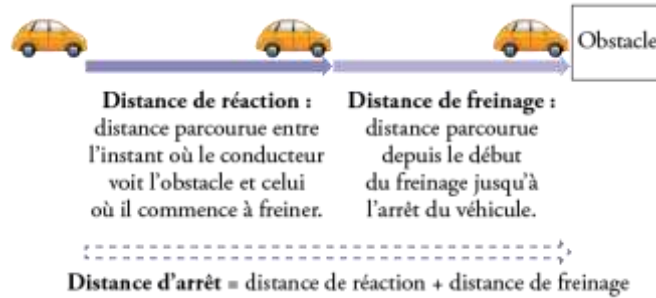 Obstacle
Distance de réaction :
distance parcourue entre
l'instant où le conducteur
voit l'obstacle et celui
où il commence à freiner.
Distance de freinage :
distance parcourue
depuis le début
du freinage jusqu'à
l'arrêt du véhicule.
Distance d'arrêt = distance de réaction + distance de freinage